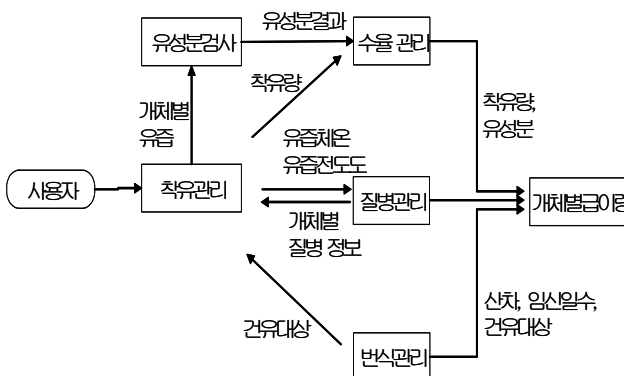 유성분결과
유성분검사
수율 관리
착유량
개체별
유즙
착유량,
유성분
유즙체온
유즙전도도
사용자
착유관리
질병관리
개체별급이량
개체별
질병 정보
산차, 임신일수,
건유대상
건유대상
번식관리